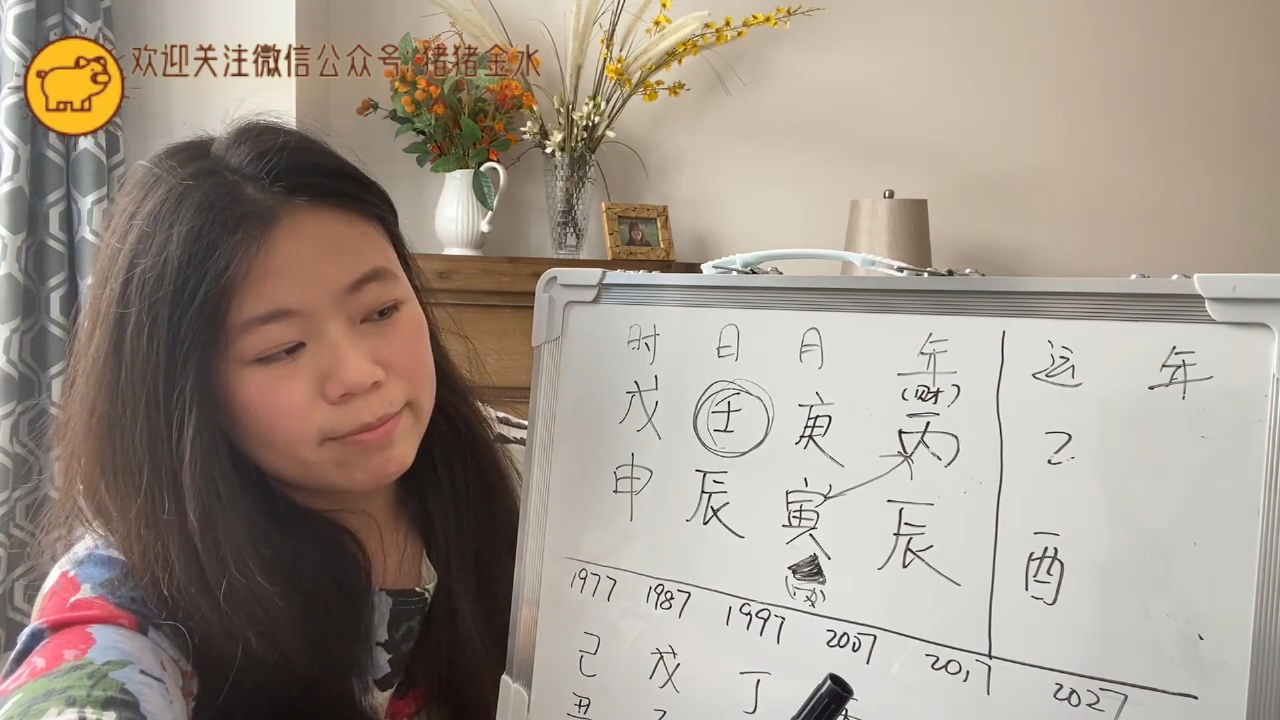 欢迎关注微信公众号 猪猪金水
时 日 月 年 运 年
(财)
戊 壬 庚 丙 乙
申 辰 寅 辰 酉
1977 1987 1997 2007 2017 2027
己 戊 丁
丑